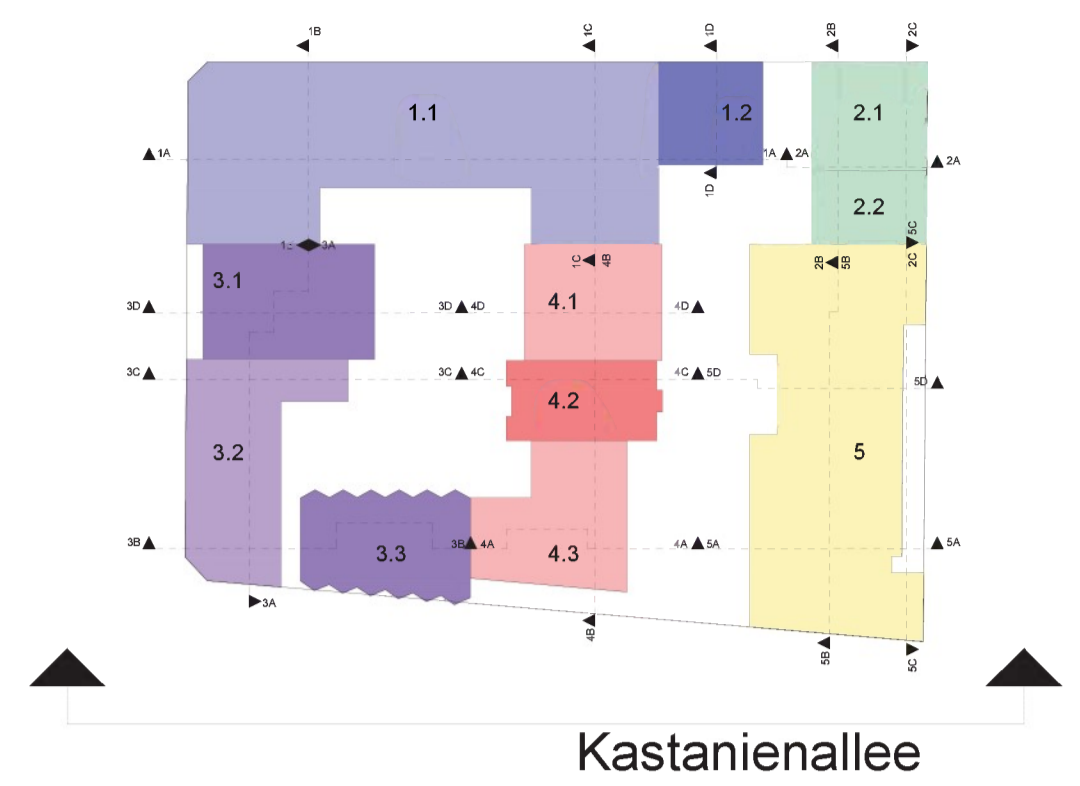 1B 1C 1D 2B 2C
1.1 1.2 2.1
1A 1A 2A 2A
1D
2.2
5C
3A
1C 4B 2B 5B 2C
3.1 4.1
3D 3D 4D 4D
3C 3C 4C 4C 5D 5D
4.2
3.2 5
3B 3B 4A 4A 5A 5A
3.3 4.3
3A
4B 5B 5C
Kastanienallee